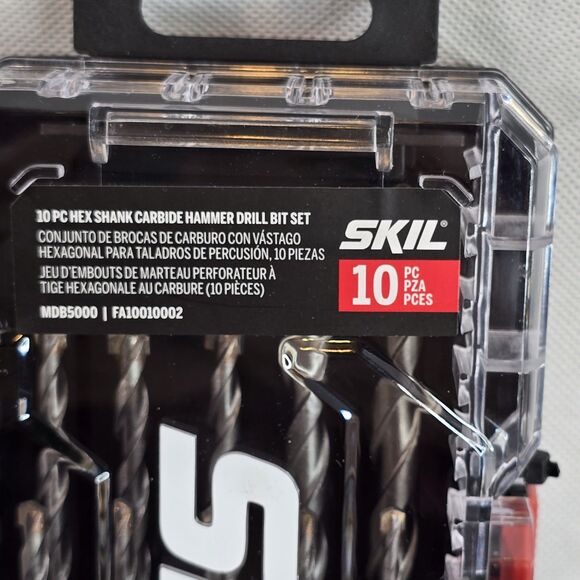 10 PC HEX SHANK CARBIDE HAMMER DRILL BIT SET
CONJUNTO DE BROCAS DE CARBURO CON VÁSTAGO
HEXAGONAL PARA TALADROS DE PERCUSIÓN, 10 PIEZAS
JEU D'EMBOUTS DE MARTEAU PERFORATEUR À
TIGE HEXAGONALE AU CARBURE (10 PIÈCES)
MDB5000 | FA10010002
SKIL®
10 PC
PZA
PCES